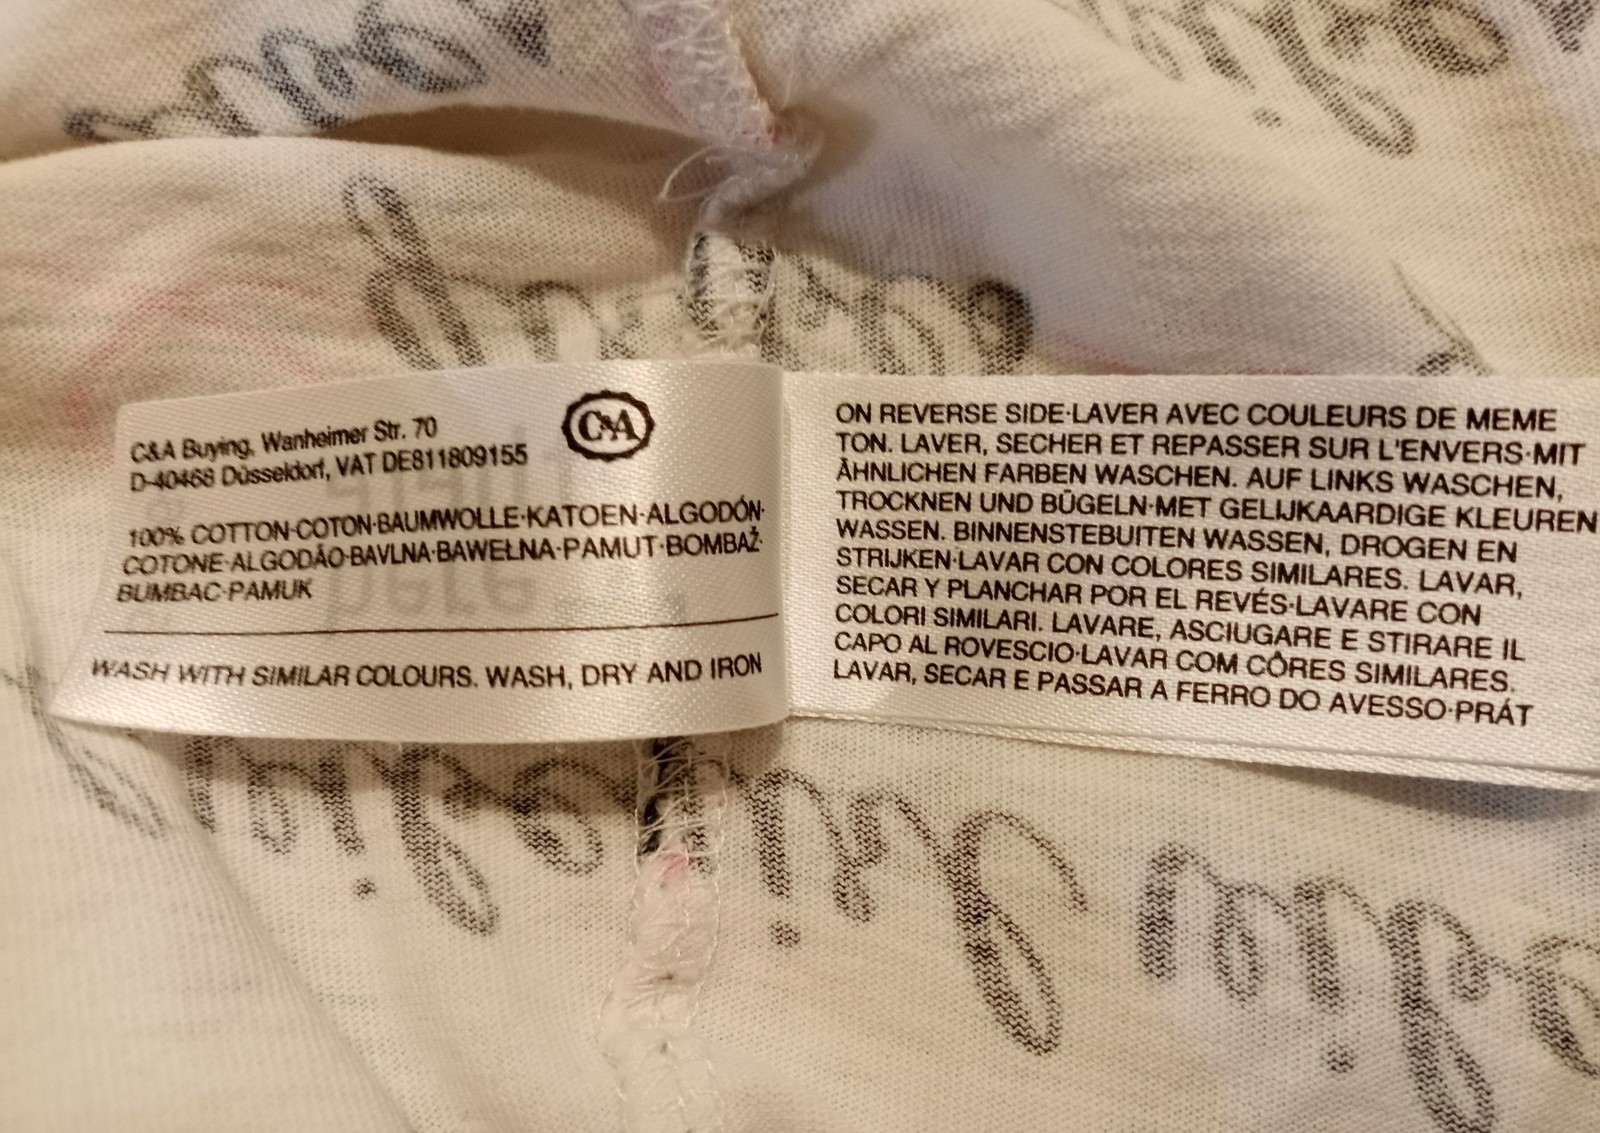 C&A Buying, Wanheimer Str. 70
D-40468 Düsseldorf, VAT DE811809155
C&A
100% COTTON·COTON·BAUMWOLLE·KATOEN·ALGODÓN·
COTONE·ALGODÃO·BAVLNA·BAWEŁNA·PAMUT·BOMBAŽ·
BUMBAC·PAMUK
WASH WITH SIMILAR COLOURS. WASH, DRY AND IRON
ON REVERSE SIDE·LAVER AVEC COULEURS DE MEME
TON. LAVER, SECHER ET REPASSER SUR L'ENVERS·MIT
ÄHNLICHEN FARBEN WASCHEN. AUF LINKS WASCHEN,
TROCKNEN UND BÜGELN·MET GELIJKAARDIGE KLEUREN
WASSEN. BINNENSTEBUITEN WASSEN, DROGEN EN
STRIJKEN·LAVAR CON COLORES SIMILARES. LAVAR,
SECAR Y PLANCHAR POR EL REVÉS·LAVARE CON
COLORI SIMILARI. LAVARE, ASCIUGARE E STIRARE IL
CAPO AL ROVESCIO·LAVAR COM CÔRES SIMILARES.
LAVAR, SECAR E PASSAR A FERRO DO AVESSO·PRÁT